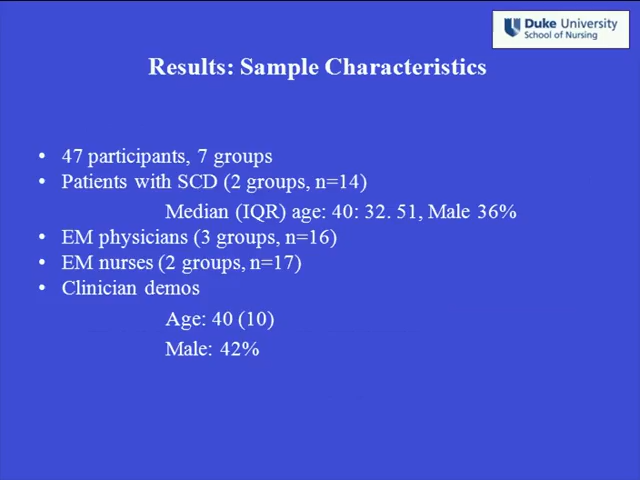 Duke University
School of Nursing
Results: Sample Characteristics
• 47 participants, 7 groups
• Patients with SCD (2 groups, n=14)
Median (IQR) age: 40: 32. 51, Male 36%
• EM physicians (3 groups, n=16)
• EM nurses (2 groups, n=17)
• Clinician demos
Age: 40 (10)
Male: 42%